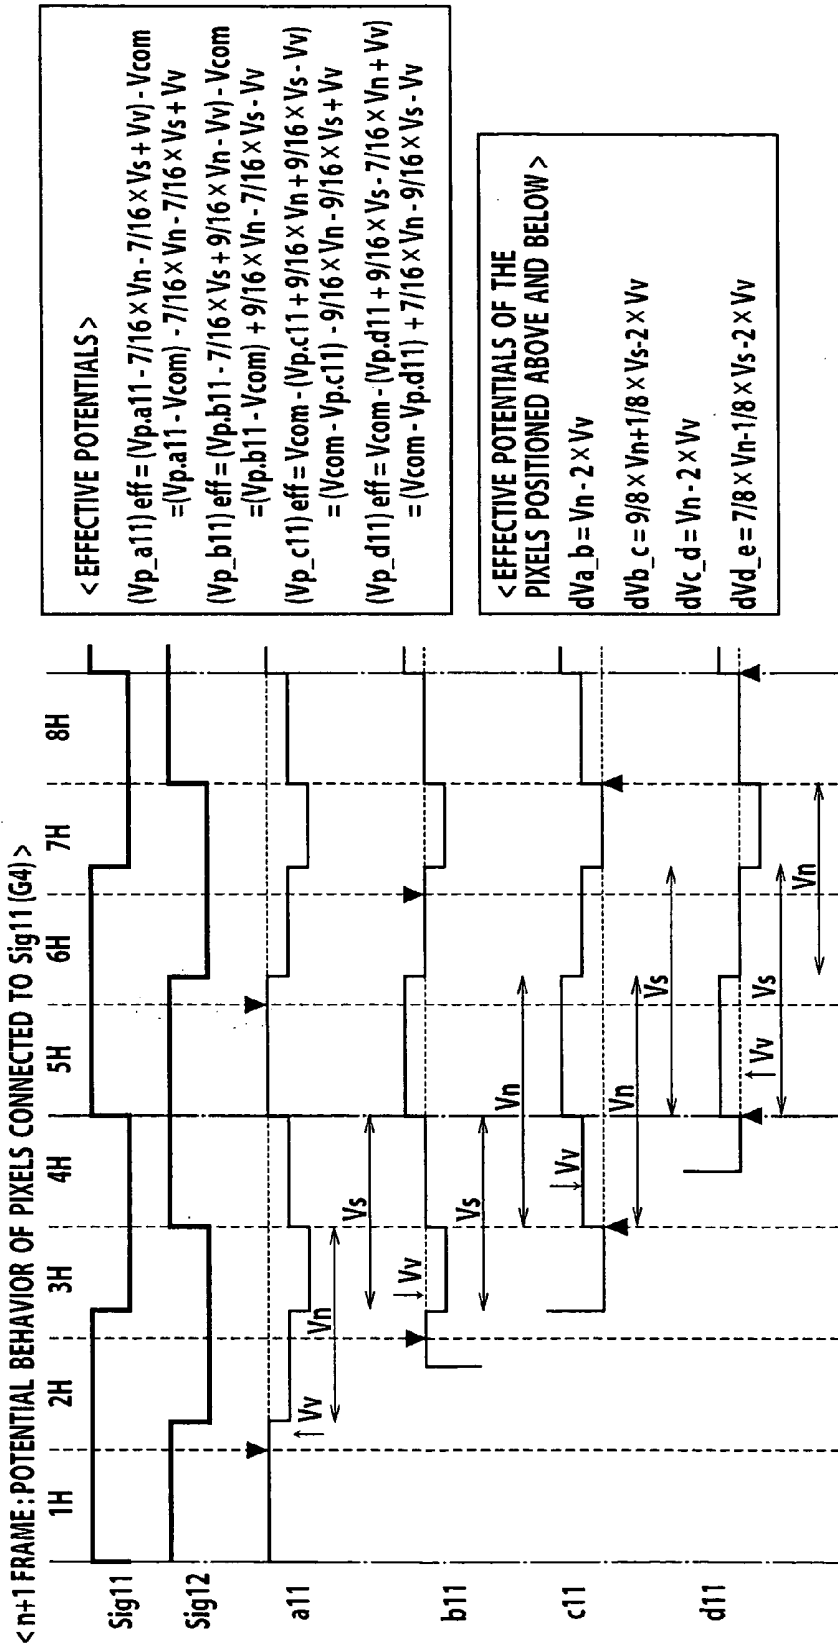 <n+1 FRAME:POTENTIAL BEHAVIOR OF PIXELS CONNECTED TO Sig11 (G4) >
1H 2H 3H 4H 5H 6H 7H 8H
Sig11
Sig12
a11
Vv
Vn
Vs
b11
Vv
Vs
Vn
c11
Vv
Vn
Vs
d11
Vv
Vs
Vn
< EFFECTIVE POTENTIALS >
(Vp_a11) eff = (Vp.a11 - 7/16 × Vn - 7/16 × Vs + Vv) - Vcom
=(Vp.a11 - Vcom) - 7/16 × Vn - 7/16 × Vs + Vv
(Vp_b11) eff = (Vp.b11 - 7/16 × Vs + 9/16 × Vn - Vv) - Vcom
=(Vp.b11 - Vcom) + 9/16 × Vn - 7/16 × Vs - Vv
(Vp_c11) eff = Vcom - (Vp.c11 + 9/16 × Vn + 9/16 × Vs - Vv)
= (Vcom - Vp.c11) - 9/16 × Vn - 9/16 × Vs + Vv
(Vp_d11) eff = Vcom - (Vp.d11 + 9/16 × Vs - 7/16 × Vn + Vv)
= (Vcom - Vp.d11) + 7/16 × Vn - 9/16 × Vs - Vv
< EFFECTIVE POTENTIALS OF THE
PIXELS POSITIONED ABOVE AND BELOW >
dVa_b = Vn - 2 × Vv
dVb_c = 9/8 × Vn+1/8 × Vs-2 × Vv
dVc_d = Vn - 2 × Vv
dVd_e = 7/8 × Vn-1/8 × Vs-2 × Vv